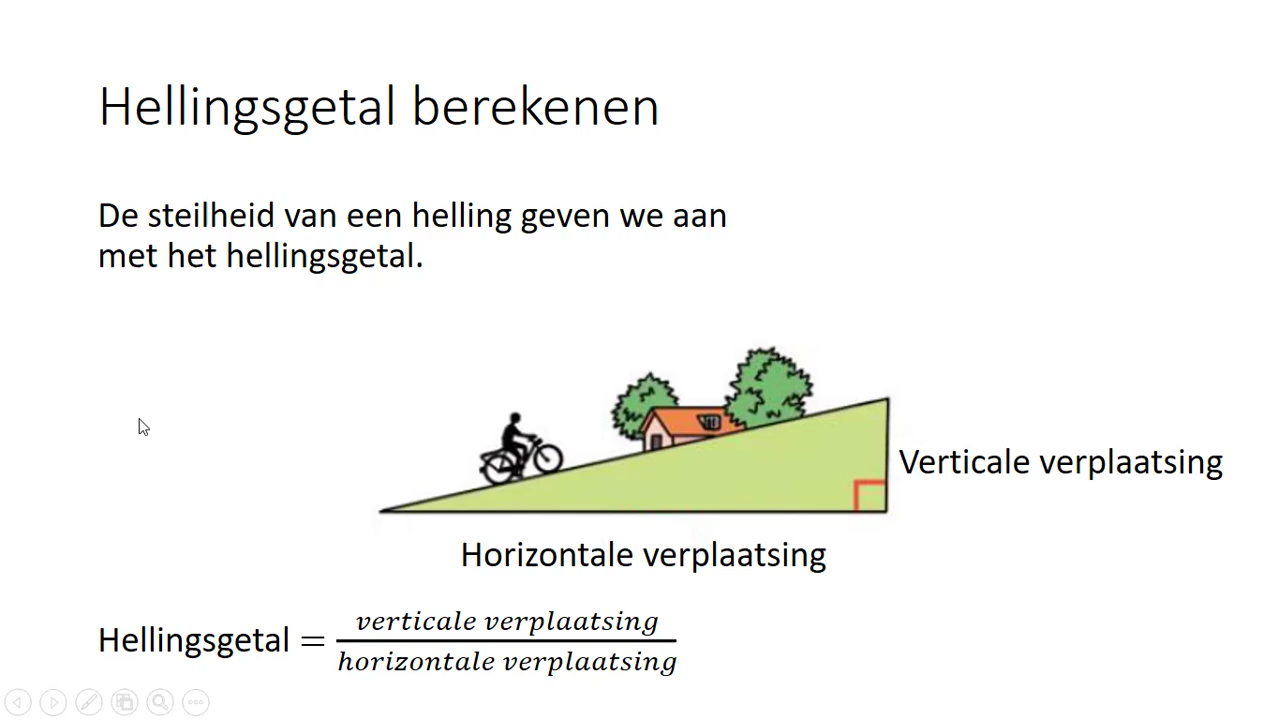 Hellingsgetal berekenen
De steilheid van een helling geven we aan
met het hellingsgetal.
Verticale verplaatsing
Horizontale verplaatsing
Hellingsgetal = verticale verplaatsing
horizontale verplaatsing